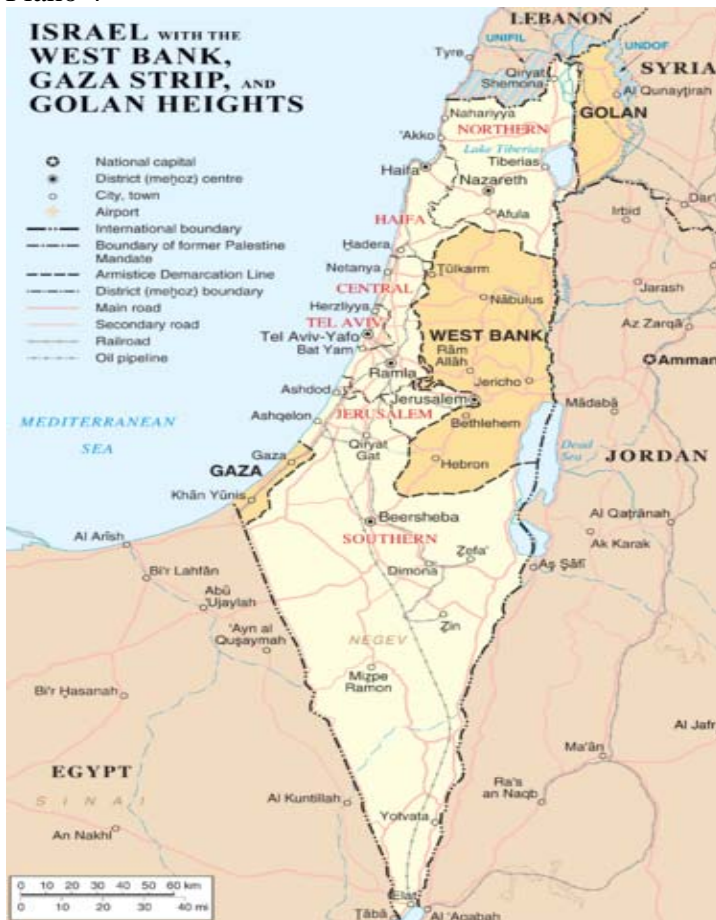 ISRAEL WITH THE
WEST BANK,
GAZA STRIP, AND
GOLAN HEIGHTS
National capital
District (meḥoz) centre
City, town
Airport
International boundary
Boundary of former Palestine
Mandate
Armistice Demarcation Line
District (meḥoz) boundary
Main road
Secondary road
Railroad
Oil pipeline
LEBANON
UNIFIL
UNDOF
Tyre
Qiryat
Shemona
SYRIA
Al Qunayṭirah
GOLAN
Nahariyya
NORTHERN
'Akko
Lake Tiberias
Haifa
Tiberias
Nazareth
HAIFA
'Afula
Irbid
Ḥadera
Netanya
Ṭūlkarm
CENTRAL
Nābulus
Jarash
Herzliyya
TEL AVIV
Tel Aviv-Yafo
Bat Yam
WEST BANK
Az Zarqā
Rām
Allāh
Ramla
'Amman
Jericho
Ashdod
Jerusalem
JERUSALEM
Mādabā
Bethlehem
MEDITERRANEAN
SEA
Ashqelon
Qiryat
Gat
Dead
Sea
Gaza
GAZA
Hebron
JORDAN
Khān Yūnis
Beersheba
Al Qaṭrānah
SOUTHERN
Al Arīsh
Ak Karak
Ẓefa'
Dimona
Aş Şāfī
Bi'r Lahfān
Abū
'Ujaylah
Ẓin
'Ayn al
Quşaymah
NEGEV
Miẓpe
Ramon
Bi'r Ḥasanah
Al Jafr
Ma'ān
EGYPT
SINAI
Al Kuntillah
Ra's
an Naqb
Yotvata
An Nakhl
0 10 20 30 40 50 60 km
0 10 20 30 40 mi
Elat
Ṭābā
Al 'Aqabah